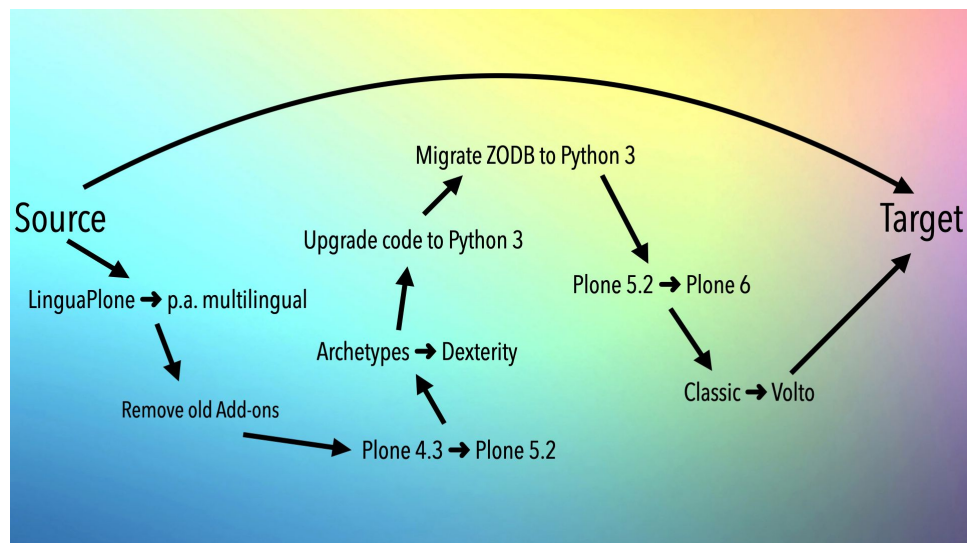 Source
LinguaPlone ➜ p.a. multilingual
Remove old Add-ons
Plone 4.3 ➜ Plone 5.2
Archetypes ➜ Dexterity
Upgrade code to Python 3
Migrate ZODB to Python 3
Plone 5.2 ➜ Plone 6
Classic ➜ Volto
Target